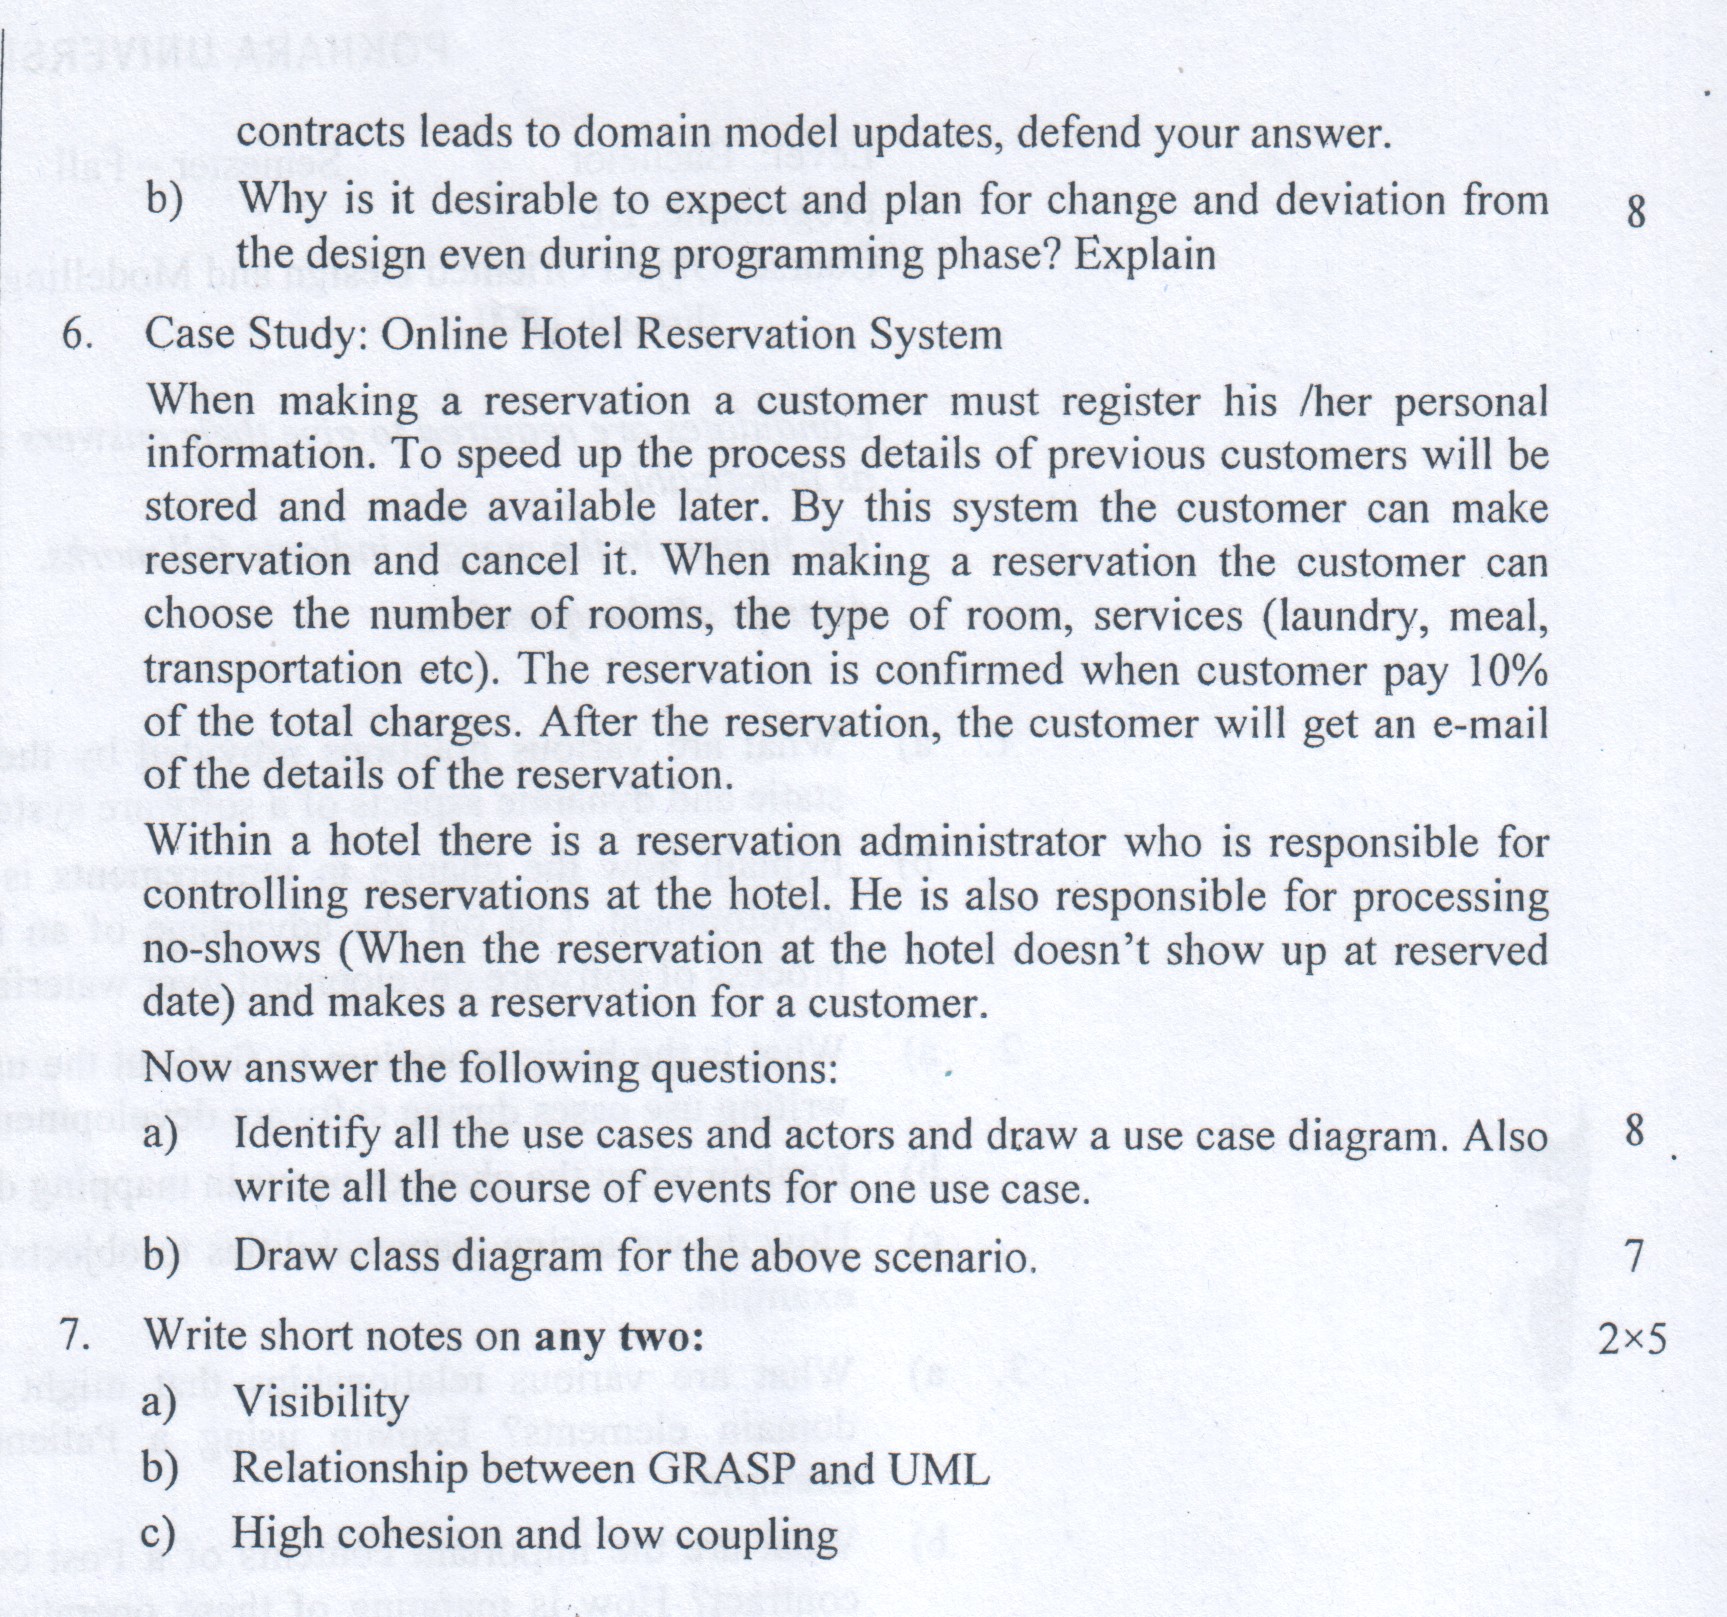 contracts leads to domain model updates, defend your answer.
b) Why is it desirable to expect and plan for change and deviation from 8
the design even during programming phase? Explain
6. Case Study: Online Hotel Reservation System
When making a reservation a customer must register his /her personal
information. To speed up the process details of previous customers will be
stored and made available later. By this system the customer can make
reservation and cancel it. When making a reservation the customer can
choose the number of rooms, the type of room, services (laundry, meal,
transportation etc). The reservation is confirmed when customer pay 10%
of the total charges. After the reservation, the customer will get an e-mail
of the details of the reservation.
Within a hotel there is a reservation administrator who is responsible for
controlling reservations at the hotel. He is also responsible for processing
no-shows (When the reservation at the hotel doesn't show up at reserved
date) and makes a reservation for a customer.
Now answer the following questions:
a) Identify all the use cases and actors and draw a use case diagram. Also 8
write all the course of events for one use case.
b) Draw class diagram for the above scenario. 7
7. Write short notes on any two: 2×5
a) Visibility
b) Relationship between GRASP and UML
c) High cohesion and low coupling